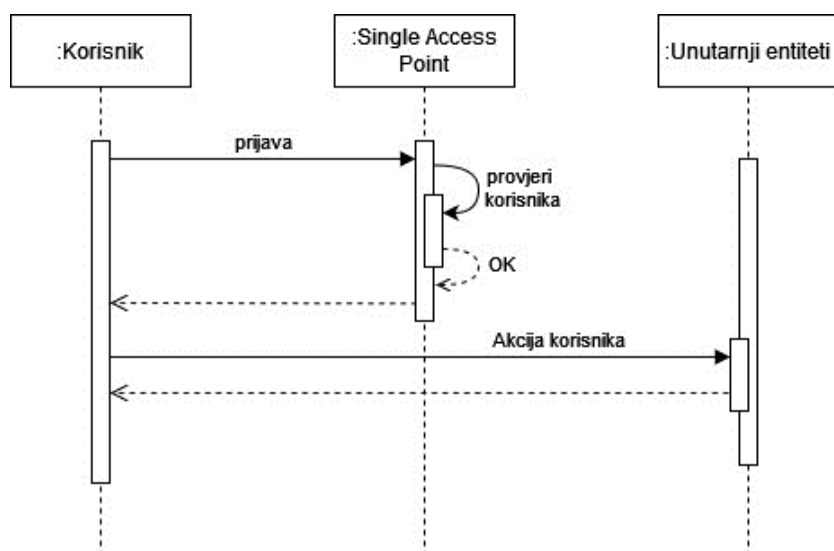 :Korisnik
:Single Access
Point
:Unutarnji entiteti
prijava
provjeri
korisnika
OK
Akcija korisnika